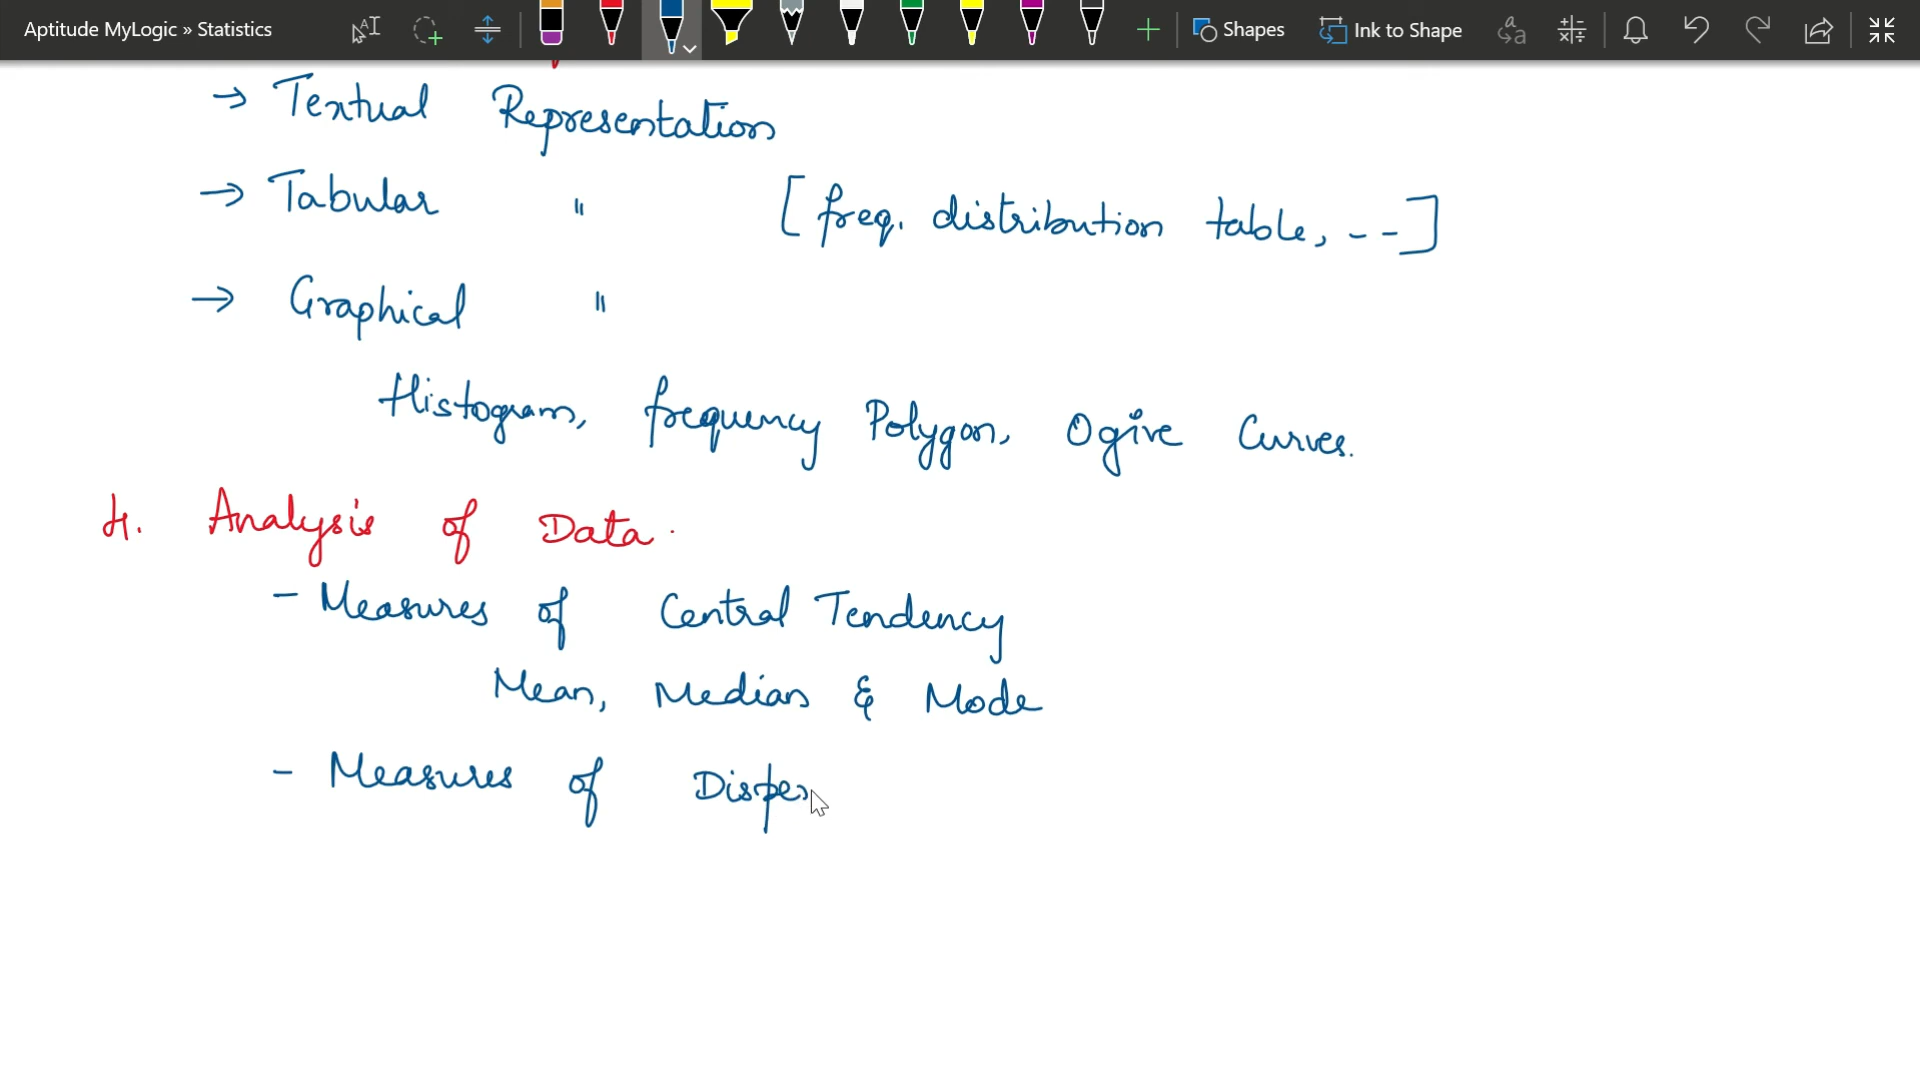 Aptitude MyLogic » Statistics Shapes Ink to Shape
→ Textual Representation
→ Tabular " [freq. distribution table, --]
→ Graphical "
Histogram, frequency Polygon, Ogive Curves.
4. Analysis of Data.
- Measures of Central Tendency
Mean, Median & Mode
- Measures of Disper